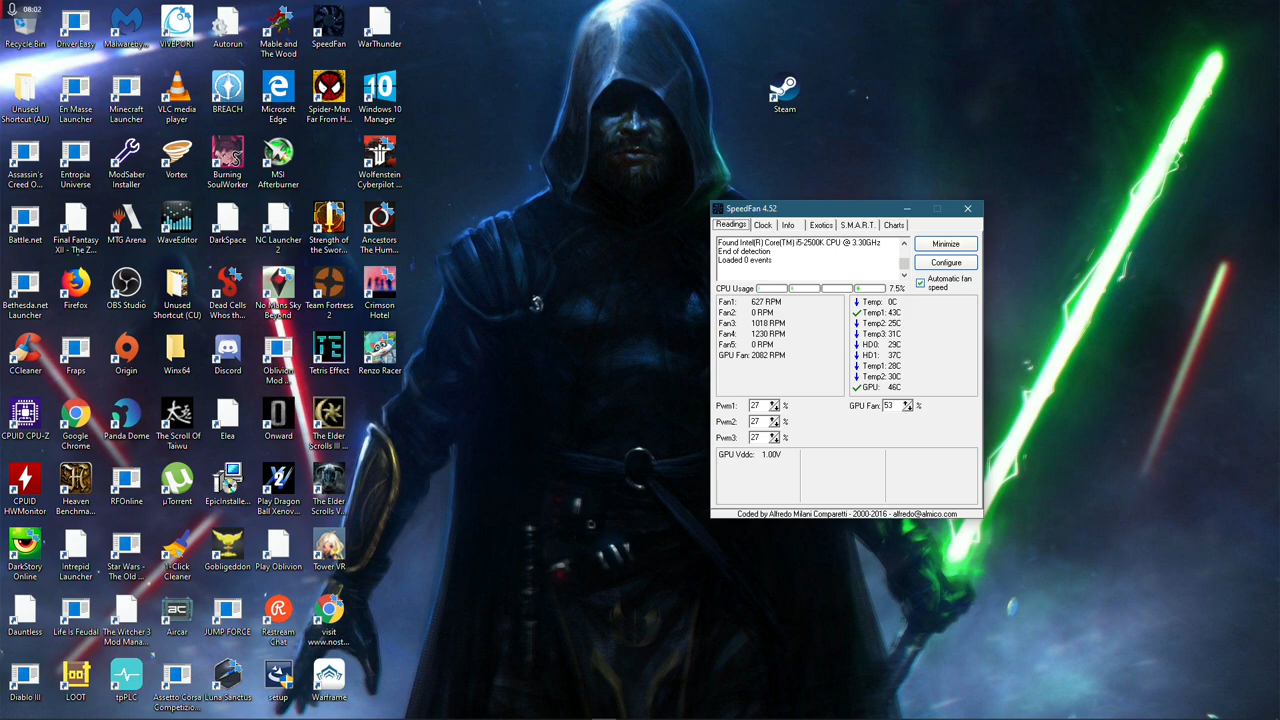 08:02
Recycle Bin
Driver Easy
Malwareby...
VIVEPORT
Autorun
Mable and
The Wood
SpeedFan
WarThunder
Unused
Shortcut (AU)
En Masse
Launcher
Minecraft
Launcher
VLC media
player
BREACH
Microsoft
Edge
Spider-Man
Far From H...
10
Windows 10
Manager
Steam
Assassin's
Creed O...
Entropia
Universe
ModSaber
Installer
Vortex
Burning
SoulWorker
MSI
Afterburner
Wolfenstein
Cyberpilot ...
Battle.net
Final Fantasy
XII - The Z...
MTG Arena
WaveEditor
DarkSpace
NC Launcher
2
Strength of
the Swor...
Ancestors
The Hum...
Bethesda.net
Launcher
Firefox
OBS Studio
Unused
Shortcut (CU)
Dead Cells
Whos th...
No Mans Sky
Beyond
Team Fortress
2
Crimson
Hotel
CCleaner
Fraps
Origin
Winx64
Discord
Oblivion
Mod ...
TE
Tetris Effect
Renzo Racer
CPUID CPU-Z
Google
Chrome
Panda Dome
The Scroll Of
Taiwu
Elea
Onward
The Elder
Scrolls III ...
CPUID
HWMonitor
Heaven
Benchma...
RFOnline
µTorrent
EpicInstalle...
Play Dragon
Ball Xenov...
The Elder
Scrolls V...
DarkStory
Online
Intrepid
Launcher
Star Wars -
The Old ...
1-Click
Cleaner
Gobligeddon
Play Oblivion
Tower VR
Dauntless
Life is Feudal
The Witcher 3
Mod Mana...
Aircar
JUMP FORCE
Restream
Chat
visit
www.nost...
Diablo III
LOOT
tpPLC
Assetto Corsa
Competizio...
Luna Sanctus
setup
Warframe
SpeedFan 4.52
Readings Clock Info Exotics S.M.A.R.T. Charts
Found Intel(R) Core(TM) i5-2500K CPU @ 3.30GHz
End of detection
Loaded 0 events
Minimize
Configure
Automatic fan
speed
CPU Usage 7.5%
Fan1: 627 RPM
Fan2: 0 RPM
Fan3: 1018 RPM
Fan4: 1230 RPM
Fan5: 0 RPM
GPU Fan: 2082 RPM
Temp: 0C
Temp1: 43C
Temp2: 25C
Temp3: 31C
HD0: 29C
HD1: 37C
Temp1: 28C
Temp2: 30C
GPU: 46C
Pwm1: 27 %
GPU Fan: 53 %
Pwm2: 27 %
Pwm3: 27 %
GPU Vddc: 1.00V
Coded by Alfredo Milani Comparetti - 2000-2016 - alfredo@almico.com